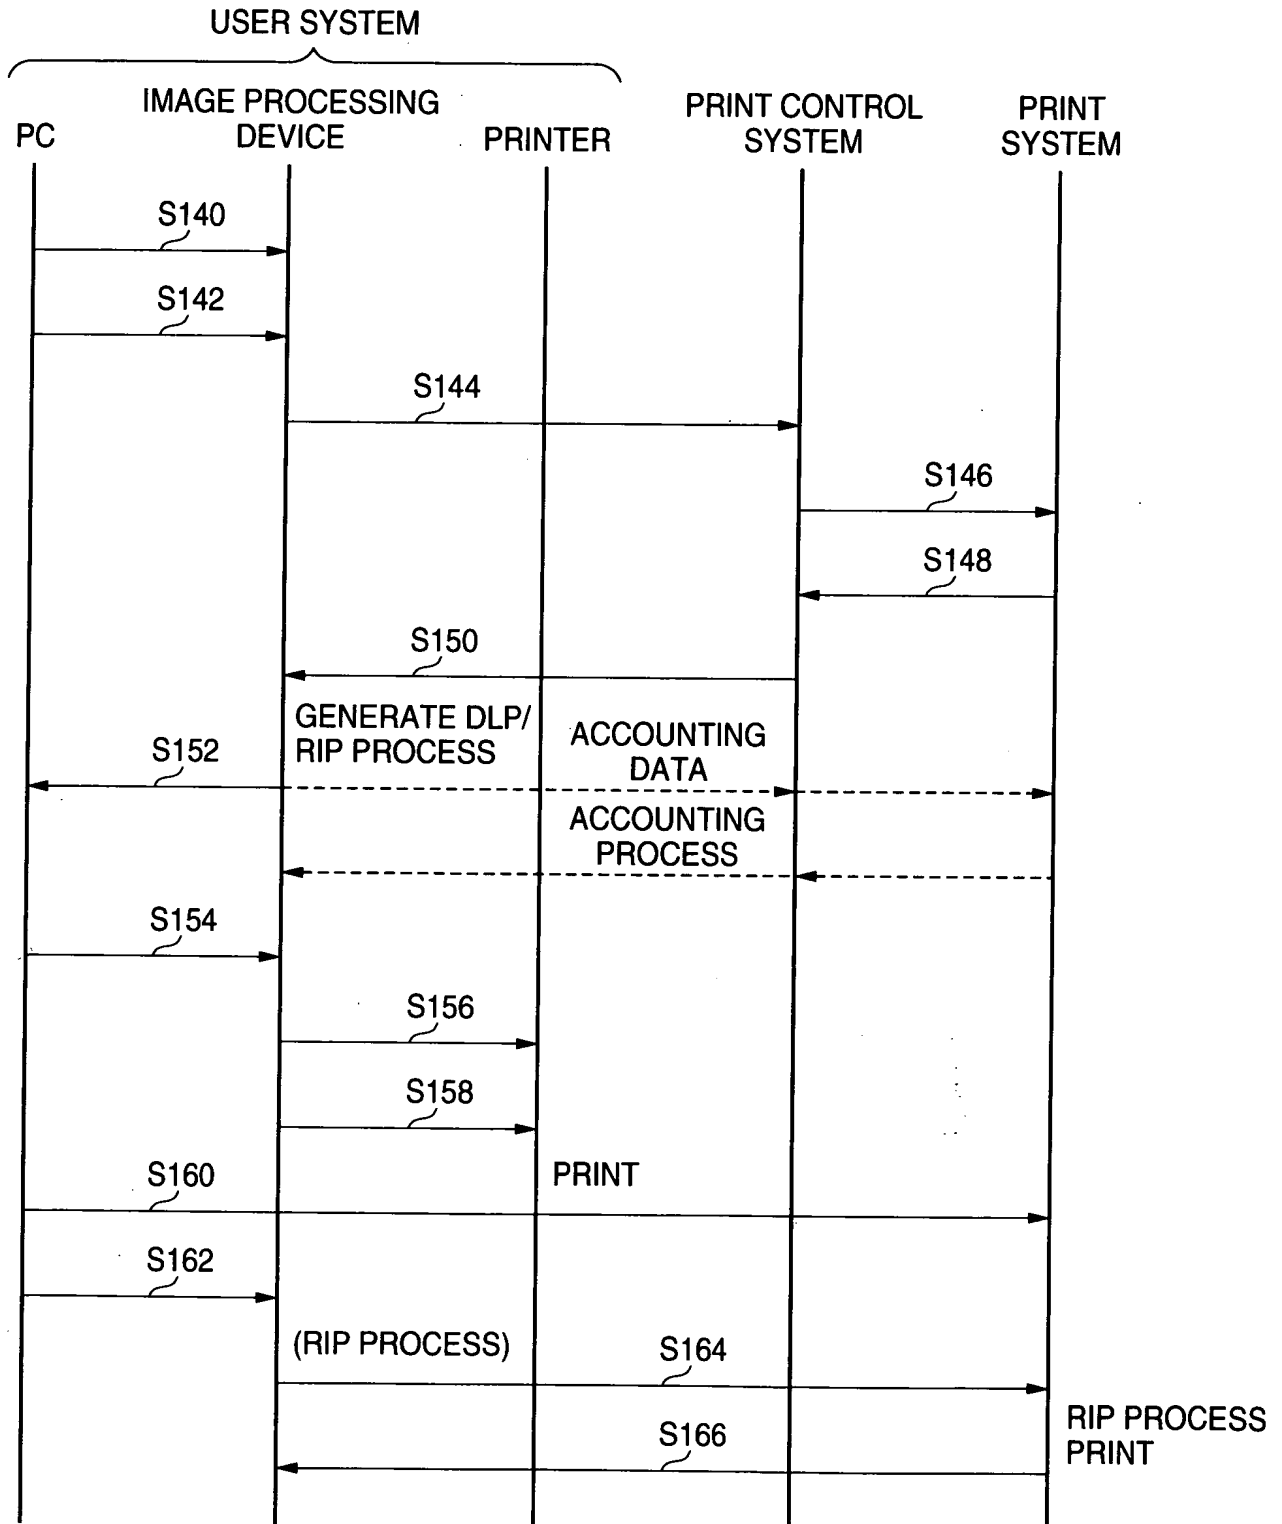 USER SYSTEM
PC
IMAGE PROCESSING
DEVICE
PRINTER
PRINT CONTROL
SYSTEM
PRINT
SYSTEM
S140
S142
S144
S146
S148
S150
GENERATE DLP/
RIP PROCESS
S152
ACCOUNTING
DATA
ACCOUNTING
PROCESS
S154
S156
S158
PRINT
S160
S162
(RIP PROCESS)
S164
RIP PROCESS
PRINT
S166